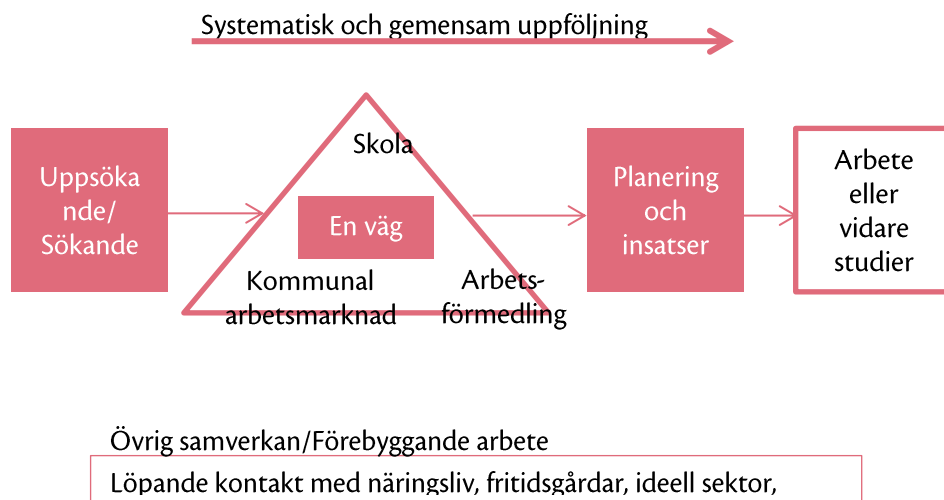 Systematisk och gemensam uppföljning
Uppsöka
nde/
Sökande
Skola
En väg
Kommunal
arbetsmarknad
Arbets-
förmedling
Planering
och
insatser
Arbete
eller
vidare
studier
Övrig samverkan/Förebyggande arbete
Löpande kontakt med näringsliv, fritidsgårdar, ideell sektor,